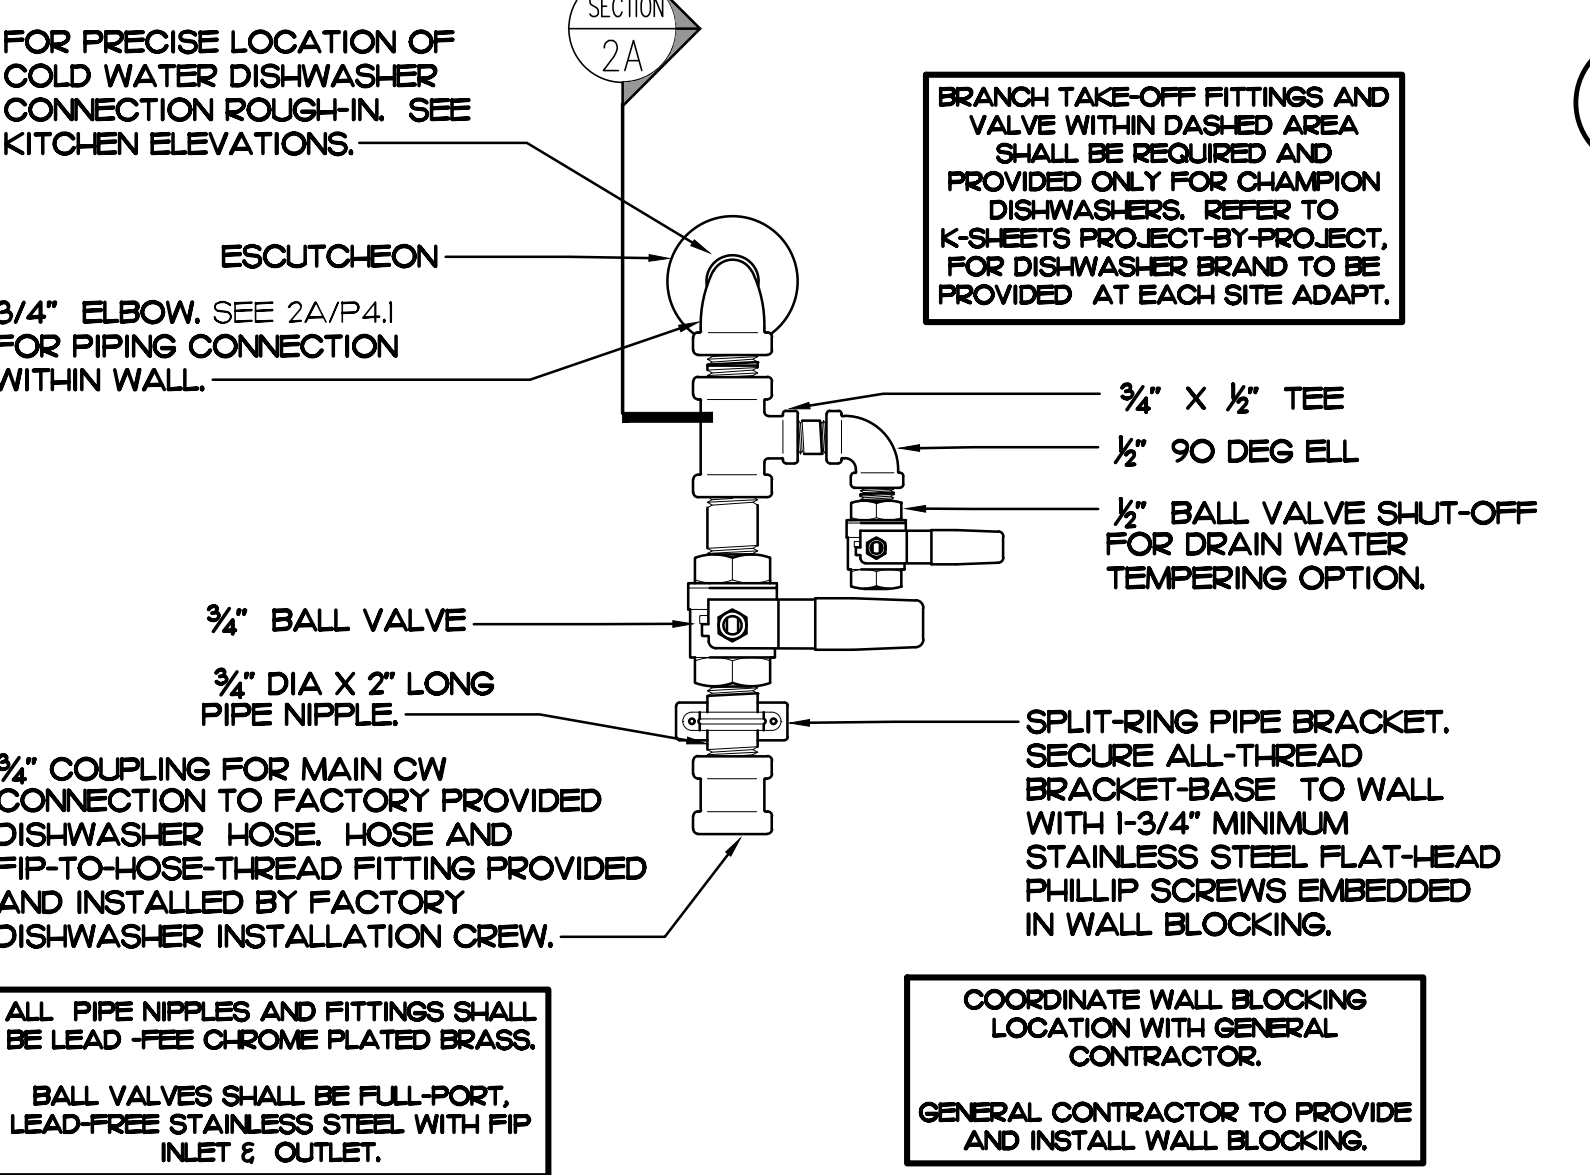 SECTION
2A
FOR PRECISE LOCATION OF
COLD WATER DISHWASHER
CONNECTION ROUGH-IN. SEE
KITCHEN ELEVATIONS.
BRANCH TAKE-OFF FITTINGS AND
VALVE WITHIN DASHED AREA
SHALL BE REQUIRED AND
PROVIDED ONLY FOR CHAMPION
DISHWASHERS. REFER TO
K-SHEETS PROJECT-BY-PROJECT,
FOR DISHWASHER BRAND TO BE
PROVIDED AT EACH SITE ADAPT.
ESCUTCHEON
3/4" ELBOW. SEE 2A/P4.1
FOR PIPING CONNECTION
WITHIN WALL.
¾" X ½" TEE
½" 90 DEG ELL
½" BALL VALVE SHUT-OFF
FOR DRAIN WATER
TEMPERING OPTION.
¾" BALL VALVE
¾" DIA X 2" LONG
PIPE NIPPLE.
¾" COUPLING FOR MAIN CW
CONNECTION TO FACTORY PROVIDED
DISHWASHER HOSE. HOSE AND
FIP-TO-HOSE-THREAD FITTING PROVIDED
AND INSTALLED BY FACTORY
DISHWASHER INSTALLATION CREW.
SPLIT-RING PIPE BRACKET.
SECURE ALL-THREAD
BRACKET-BASE TO WALL
WITH 1-3/4" MINIMUM
STAINLESS STEEL FLAT-HEAD
PHILLIP SCREWS EMBEDDED
IN WALL BLOCKING.
ALL PIPE NIPPLES AND FITTINGS SHALL
BE LEAD -FEE CHROME PLATED BRASS.
BALL VALVES SHALL BE FULL-PORT,
LEAD-FREE STAINLESS STEEL WITH FIP
INLET & OUTLET.
COORDINATE WALL BLOCKING
LOCATION WITH GENERAL
CONTRACTOR.
GENERAL CONTRACTOR TO PROVIDE
AND INSTALL WALL BLOCKING.